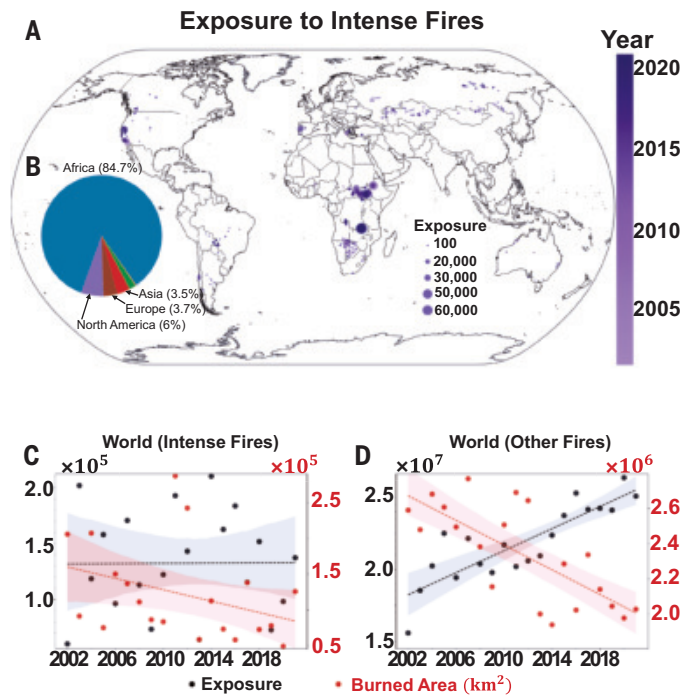 Exposure to Intense Fires
A
Year
2020
2015
2010
2005
B
Africa (84.7%)
Asia (3.5%)
Europe (3.7%)
North America (6%)
Exposure
100
20,000
30,000
50,000
60,000
C
World (Intense Fires)
×10⁵
×10⁵
2.0
1.5
1.0
2.5
1.5
0.5
2002 2006 2010 2014 2018
D
World (Other Fires)
×10⁷
×10⁶
2.5
2.0
1.5
2.6
2.4
2.2
2.0
2002 2006 2010 2014 2018
Exposure
Burned Area (km²)